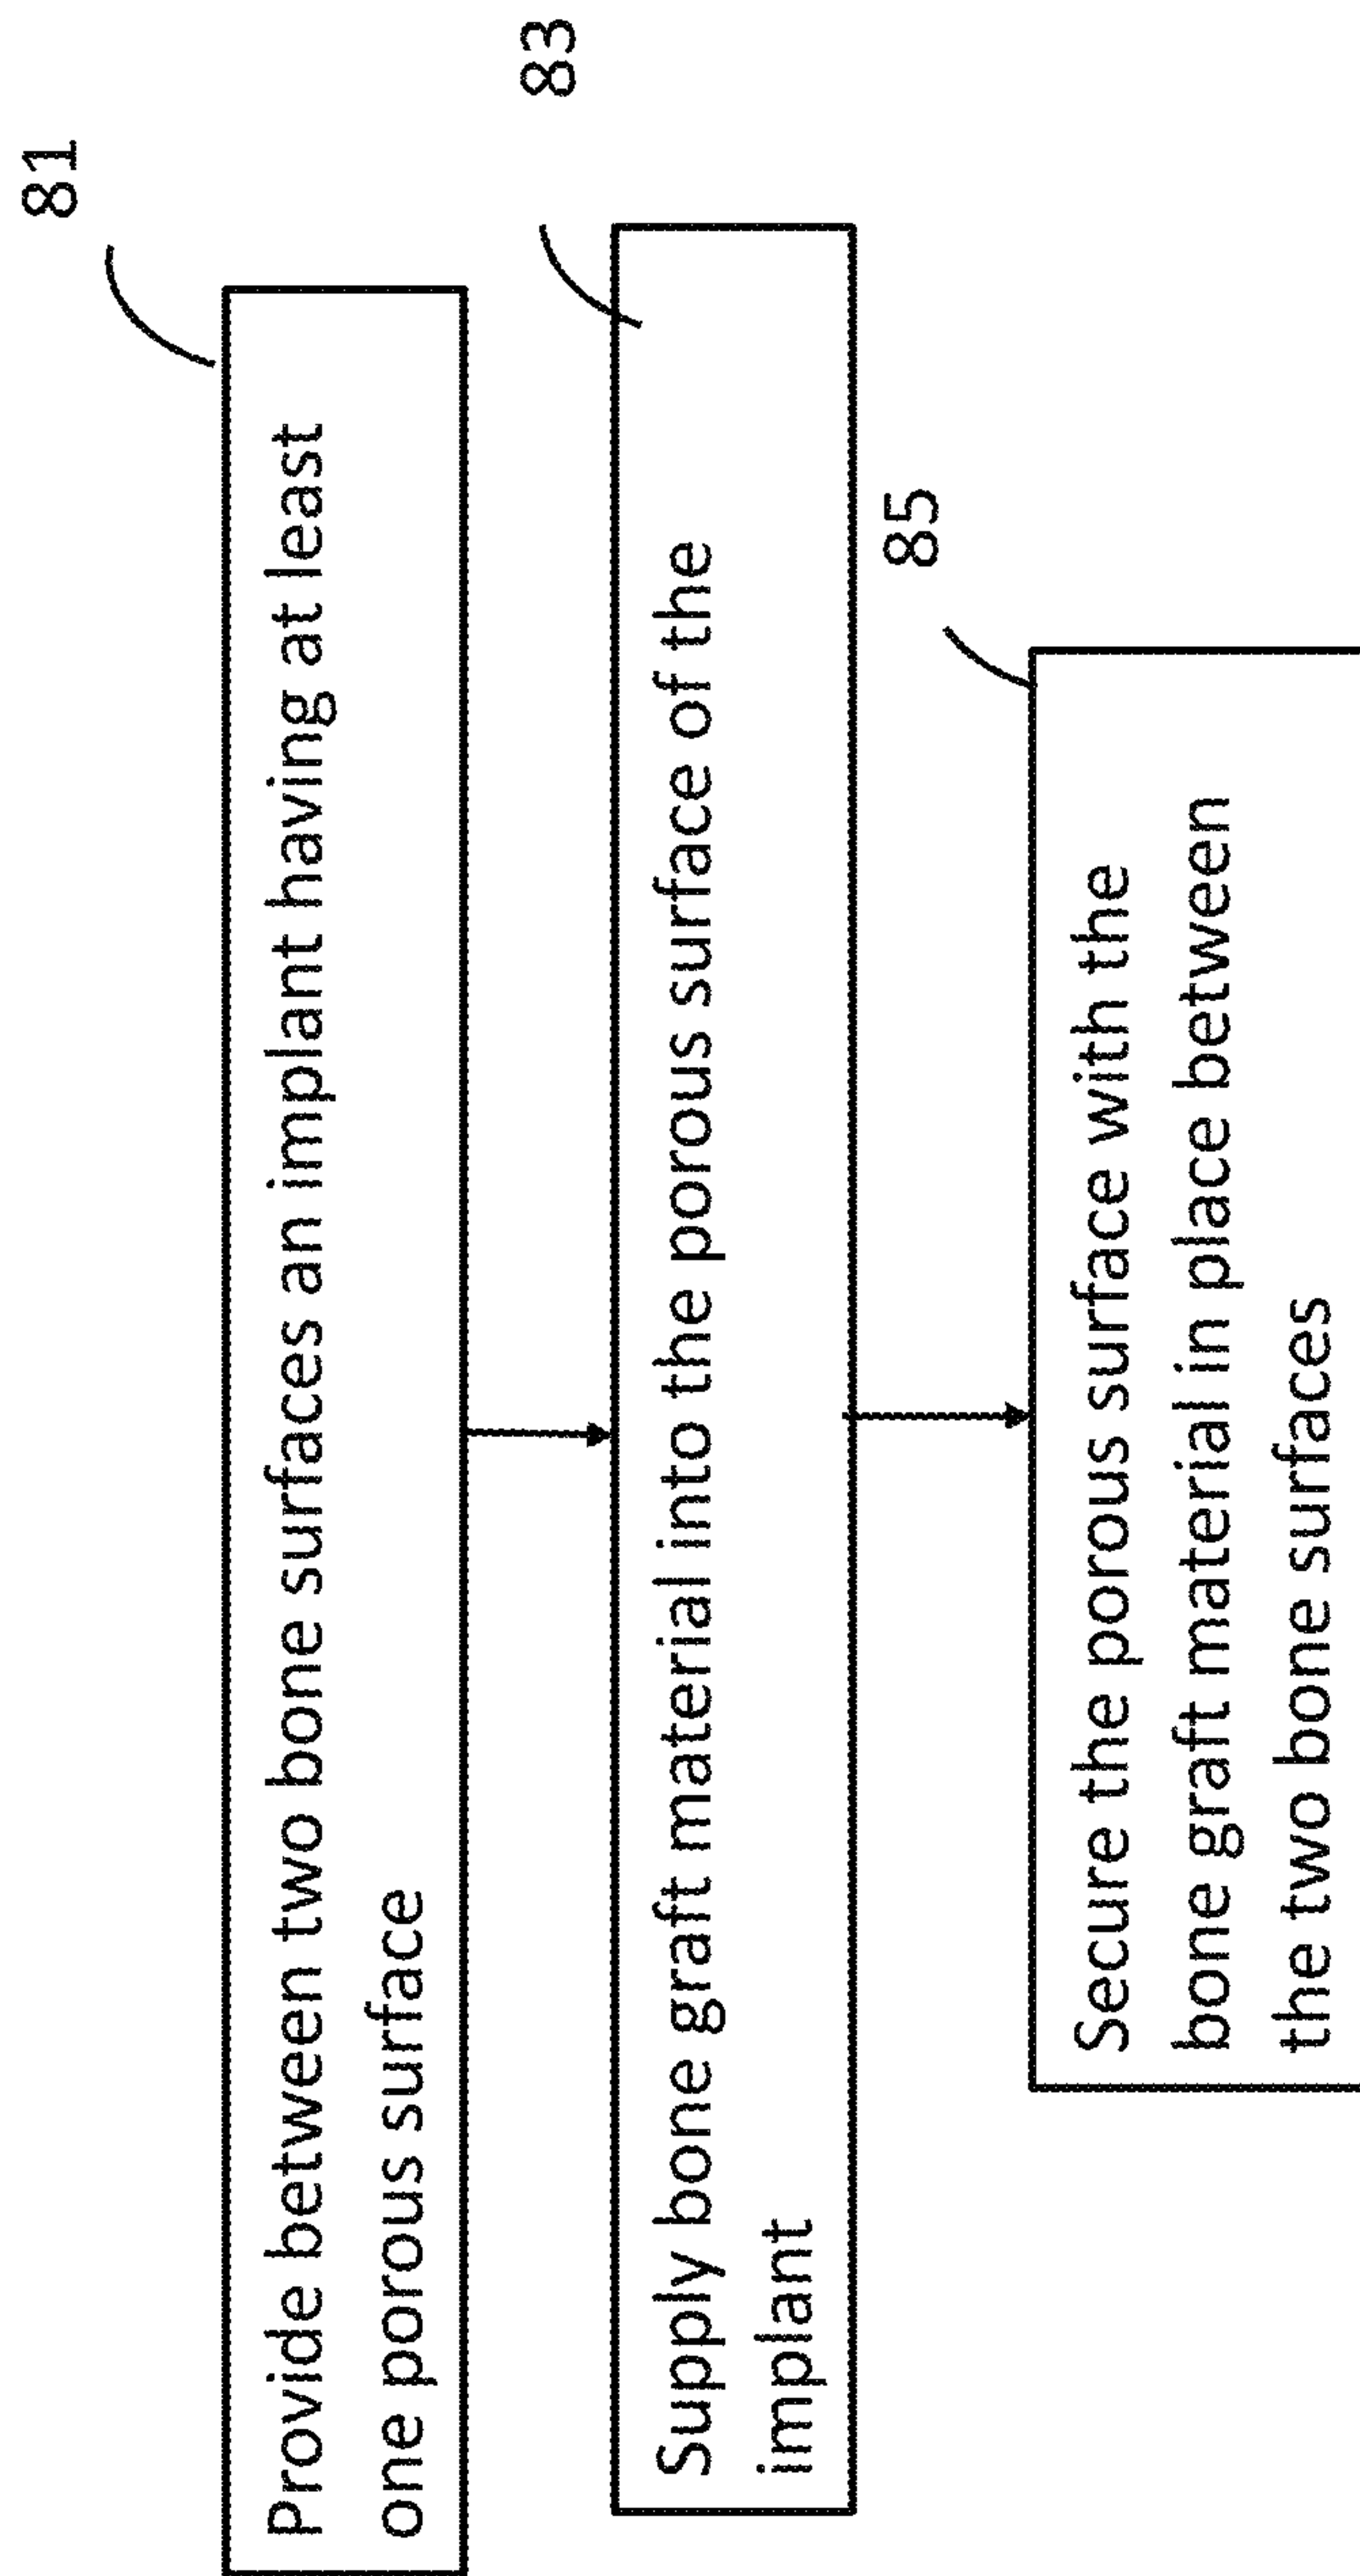 81
Provide between two bone surfaces an implant having at least
one porous surface
83
Supply bone graft material into the porous surface of the
implant
85
Secure the porous surface with the
bone graft material in place between
the two bone surfaces